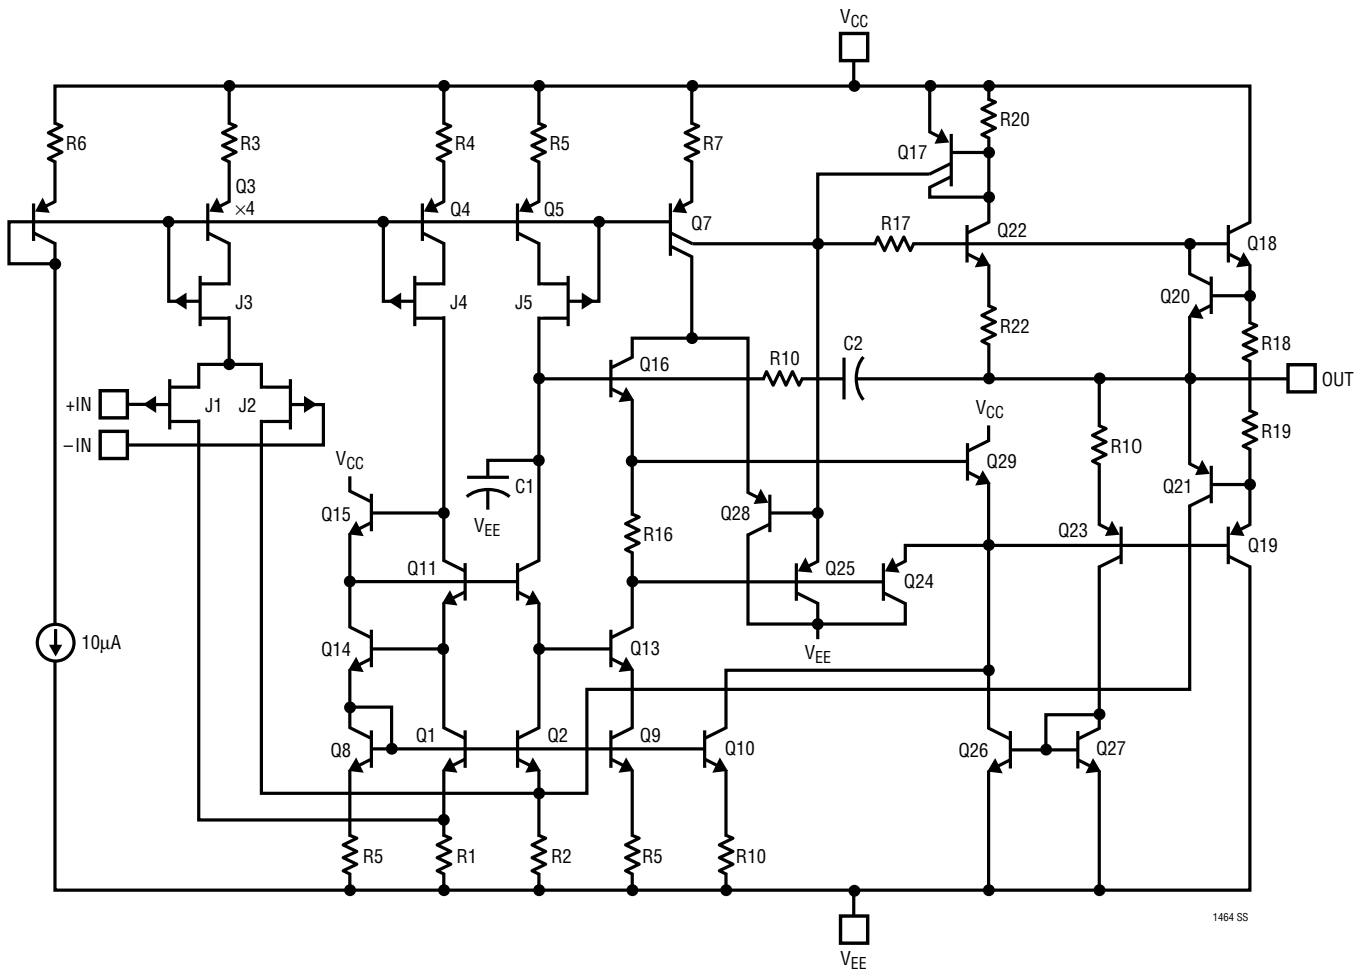 VCC
R6
R3
R4
R5
R7
R20
Q17
Q3
×4
Q4
Q5
Q7
R17
Q22
Q18
J3
J4
J5
Q20
R22
R18
C2
Q16
R10
OUT
+IN
J1
J2
–IN
VCC
R10
R19
VCC
Q29
C1
Q15
VEE
Q28
Q21
R16
Q23
Q19
Q11
Q25
Q24
10µA
Q14
Q13
VEE
Q8
Q1
Q2
Q9
Q10
Q26
Q27
R5
R1
R2
R5
R10
1464 SS
VEE